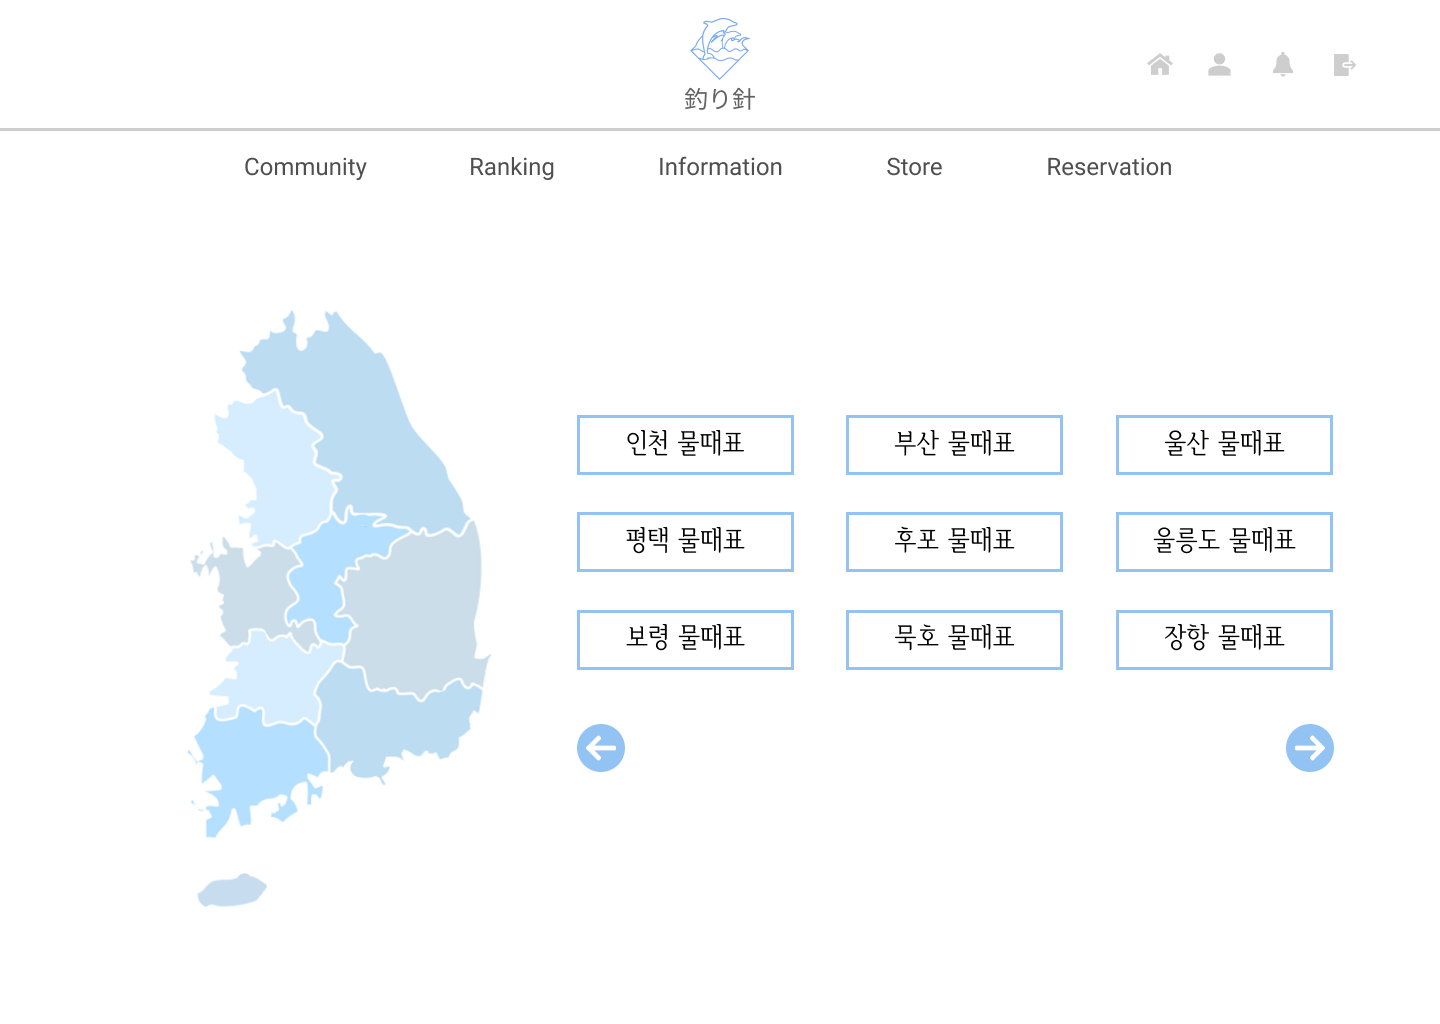 釣り針
Community Ranking Information Store Reservation
인천 물때표 부산 물때표 울산 물때표
평택 물때표 후포 물때표 울릉도 물때표
보령 물때표 묵호 물때표 장항 물때표